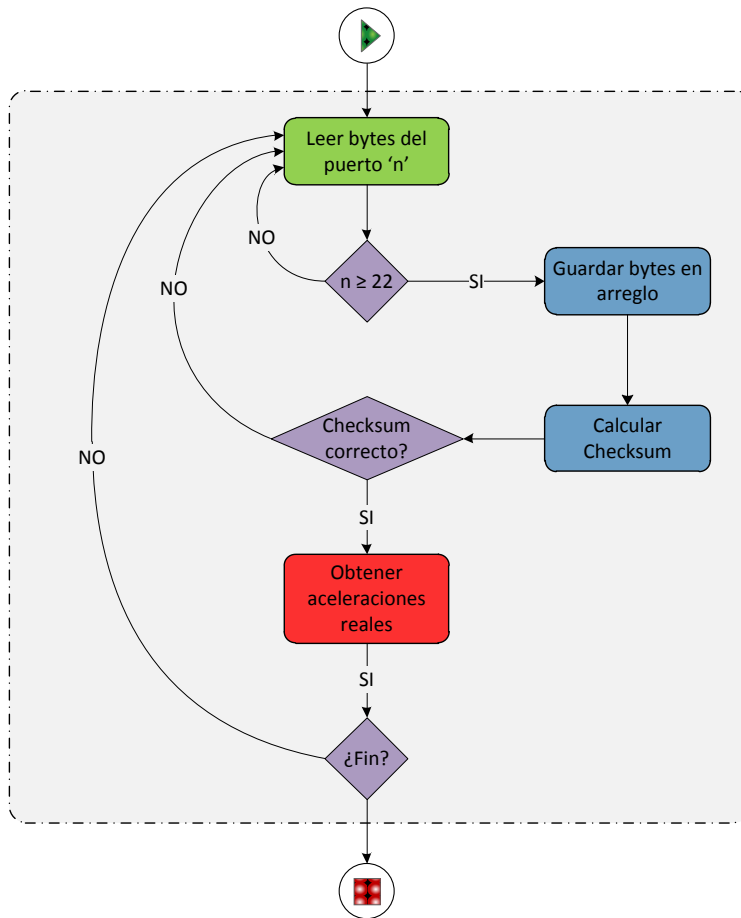 Leer bytes del
puerto ‘n’
NO
n ≥ 22
SI
Guardar bytes en
arreglo
NO
Checksum
correcto?
Calcular
Checksum
NO
SI
Obtener
aceleraciones
reales
SI
¿Fin?